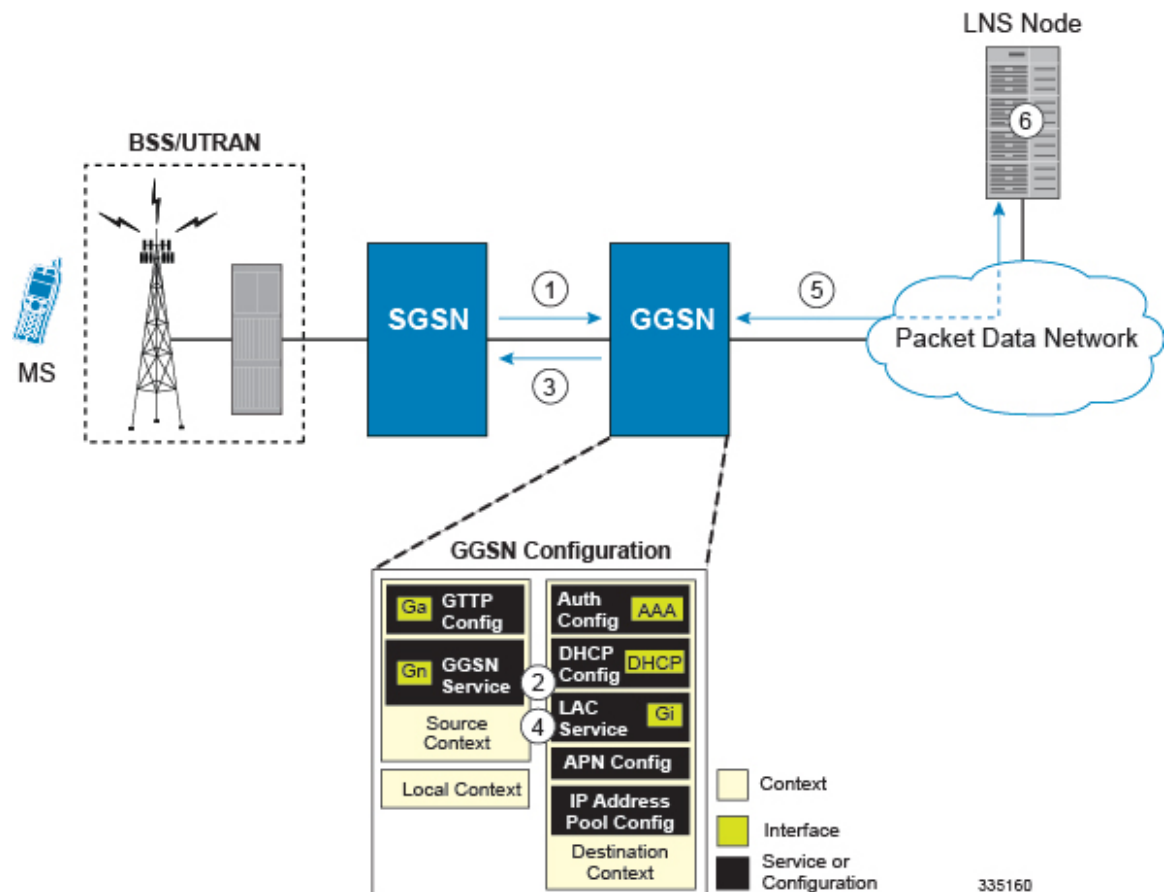 LNS Node
6
BSS/UTRAN
MS
SGSN
1
3
GGSN
5
Packet Data Network
GGSN Configuration
Ga
GTTP
Config
Gn
GGSN
Service
Source
Context
Local Context
2
4
Auth
Config
AAA
DHCP
Config
DHCP
LAC
Service
Gi
APN Config
IP Address
Pool Config
Destination
Context
Context
Interface
Service or
Configuration
335160